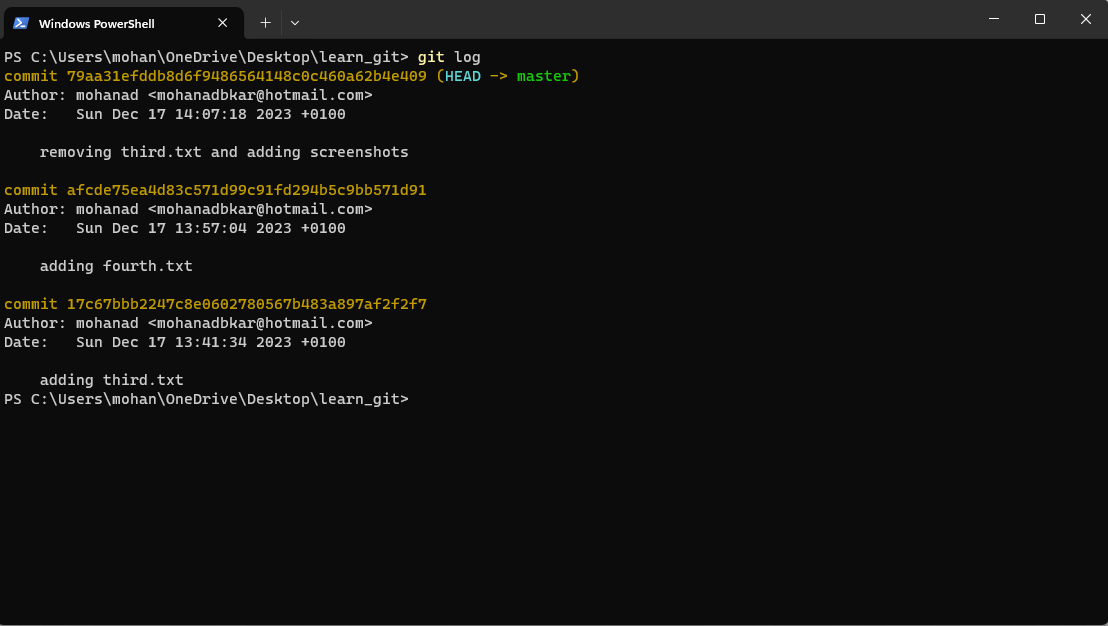 Windows PowerShell
PS C:\Users\mohan\OneDrive\Desktop\learn_git> git log
commit 79aa31efddb8d6f9486564148c0c460a62b4e409 (HEAD -> master)
Author: mohanad <mohanadbkar@hotmail.com>
Date:   Sun Dec 17 14:07:18 2023 +0100
    removing third.txt and adding screenshots
commit afcde75ea4d83c571d99c91fd294b5c9bb571d91
Author: mohanad <mohanadbkar@hotmail.com>
Date:   Sun Dec 17 13:57:04 2023 +0100
    adding fourth.txt
commit 17c67bbb2247c8e0602780567b483a897af2f2f7
Author: mohanad <mohanadbkar@hotmail.com>
Date:   Sun Dec 17 13:41:34 2023 +0100
    adding third.txt
PS C:\Users\mohan\OneDrive\Desktop\learn_git>